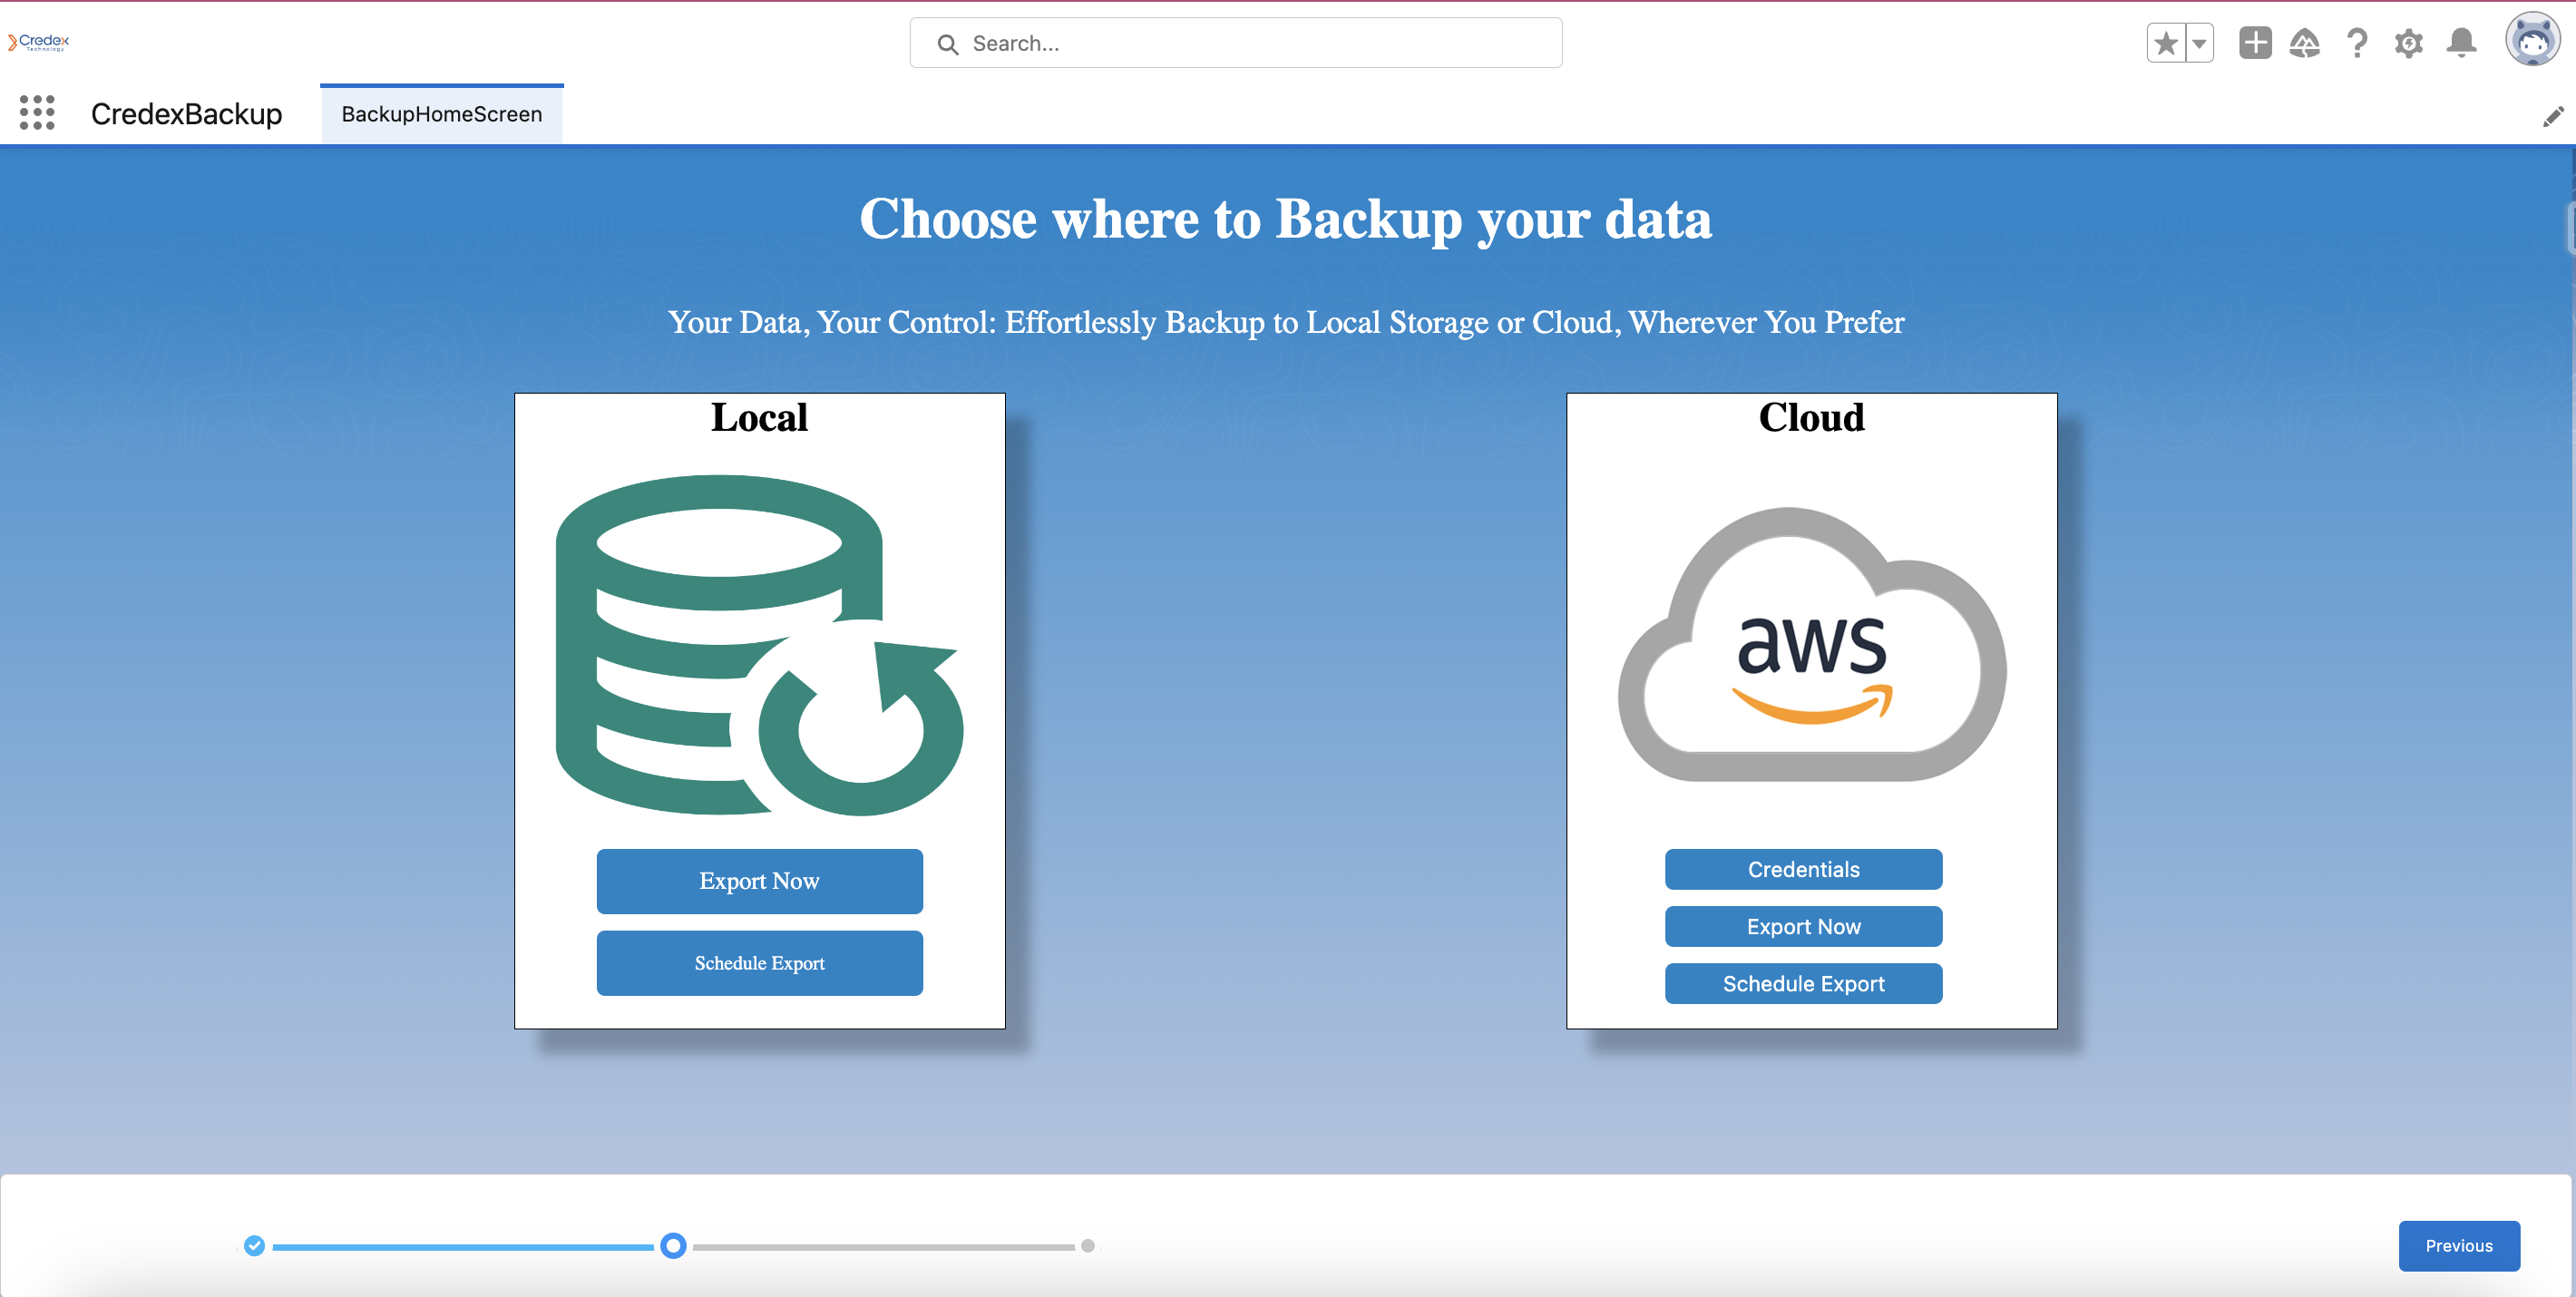 Credex
Technology
Search...
CredexBackup
BackupHomeScreen
Choose where to Backup your data
Your Data, Your Control: Effortlessly Backup to Local Storage or Cloud, Wherever You Prefer
Local
Export Now
Schedule Export
Cloud
aws
Credentials
Export Now
Schedule Export
Previous